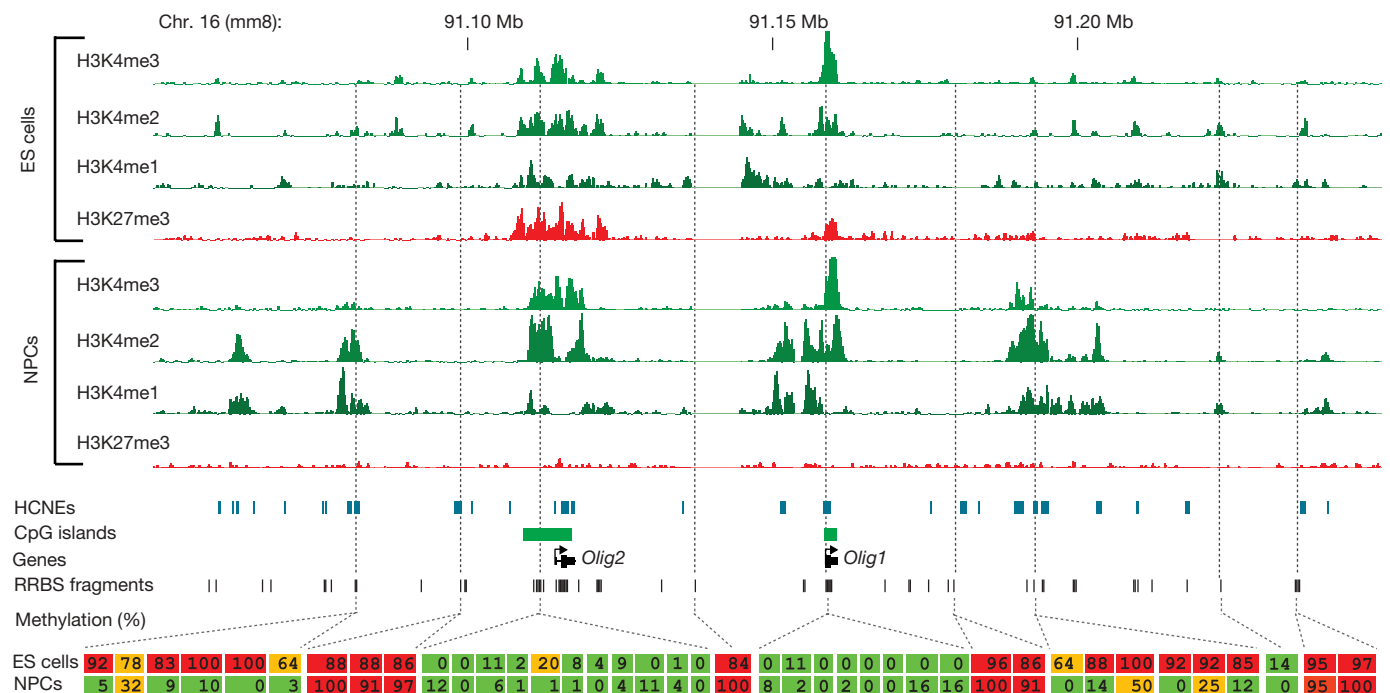 Chr. 16 (mm8): 91.10 Mb 91.15 Mb 91.20 Mb
ES cells
H3K4me3
H3K4me2
H3K4me1
H3K27me3
NPCs
H3K4me3
H3K4me2
H3K4me1
H3K27me3
HCNEs
CpG islands
Genes Olig2 Olig1
RRBS fragments
Methylation (%)
ES cells 92 78 83 100 100 64 88 88 86 0 0 11 2 20 8 4 9 0 1 0 84 0 11 0 0 0 0 0 0 96 86 64 88 100 92 92 85 14 95 97
NPCs 5 32 9 10 0 3 100 91 97 12 0 6 1 1 1 0 4 11 4 0 100 8 2 0 2 0 0 16 16 100 91 0 14 50 0 25 12 0 95 100